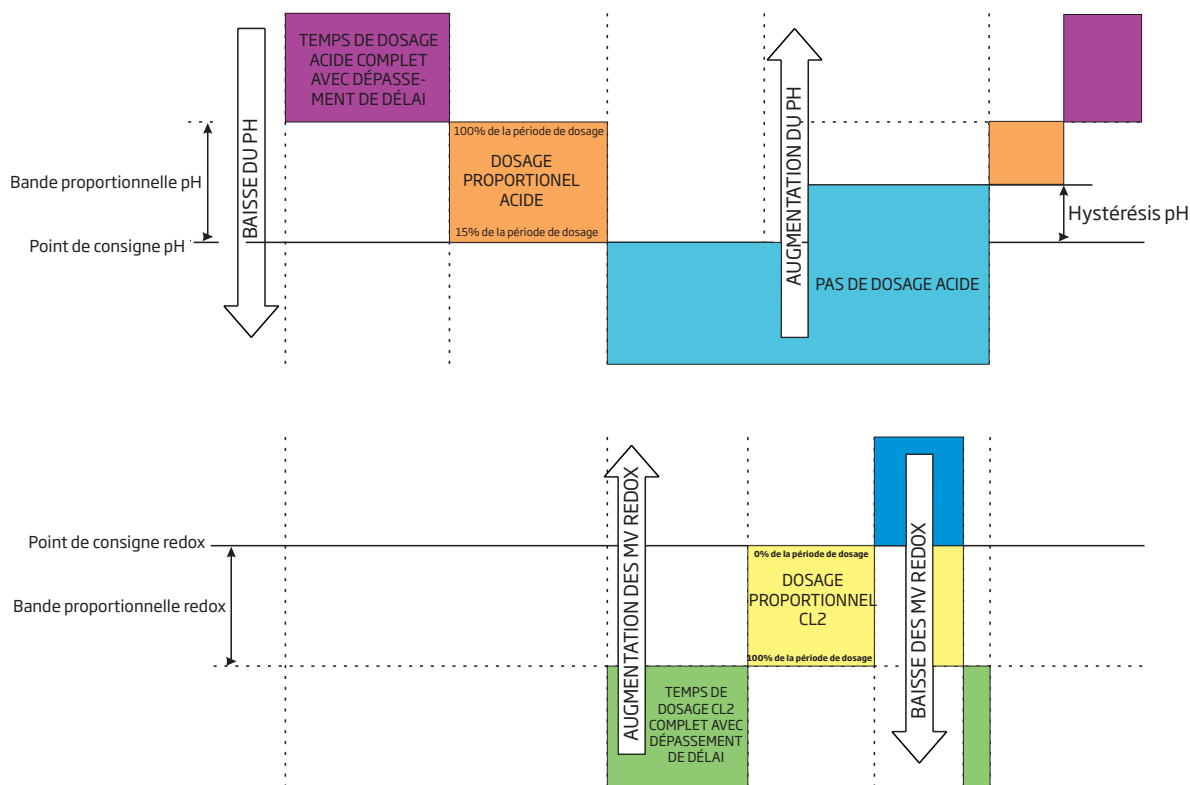 TEMPS DE DOSAGE
ACIDE COMPLET
AVEC DÉPASSE-
MENT DE DÉLAI
BAISSE DU PH
100% de la période de dosage
DOSAGE
PROPORTIONEL
ACIDE
15% de la période de dosage
Bande proportionnelle pH
Point de consigne pH
AUGMENTATION DU PH
PAS DE DOSAGE ACIDE
Hystérésis pH
Point de consigne redox
Bande proportionnelle redox
AUGMENTATION DES MV REDOX
0% de la période de dosage
DOSAGE
PROPORTIONNEL
CL2
100% de la période de dosage
TEMPS DE
DOSAGE CL2
COMPLET AVEC
DÉPASSEMENT
DE DÉLAI
BAISSE DES MV REDOX